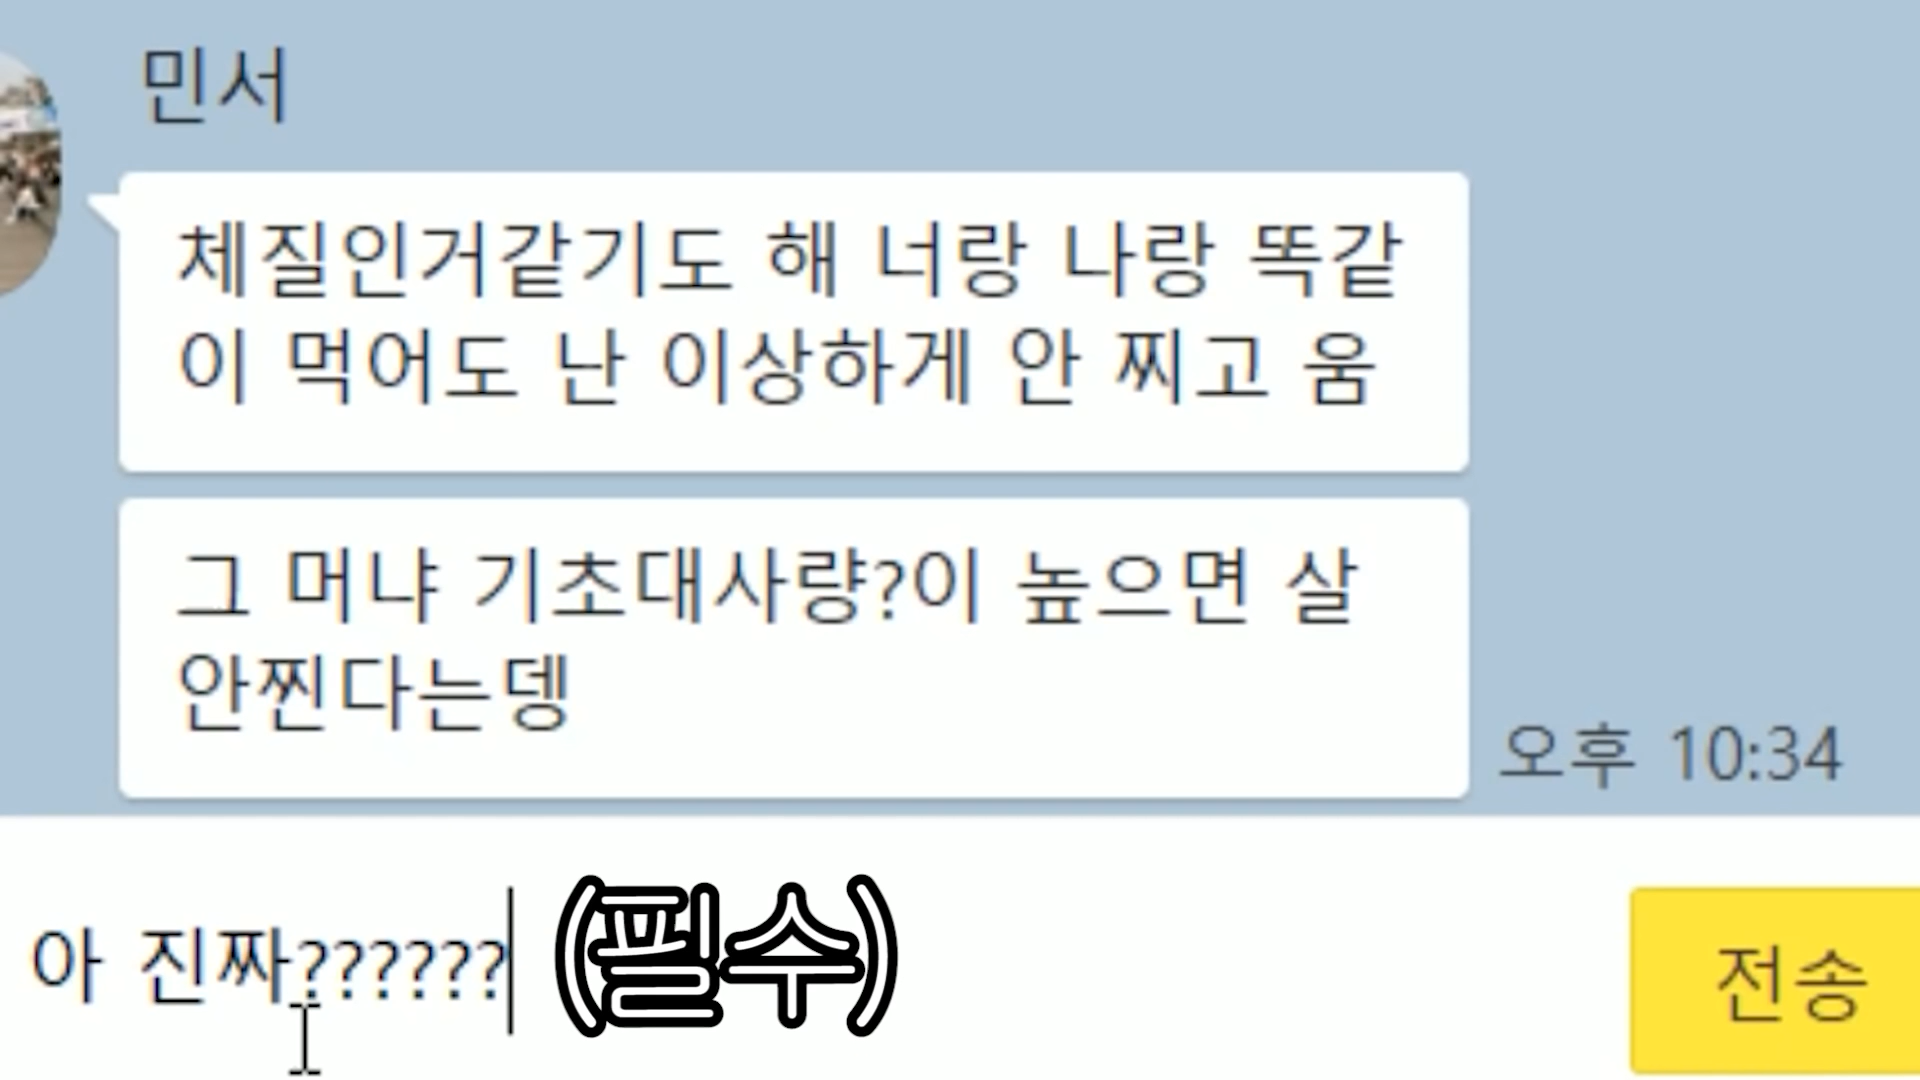 민서
체질인거같기도 해 너랑 나랑 똑같
이 먹어도 난 이상하게 안 찌고 움
그 머냐 기초대사량?이 높으면 살
안찐다는뎅
오후 10:34
아 진짜?????? (필수)
전송